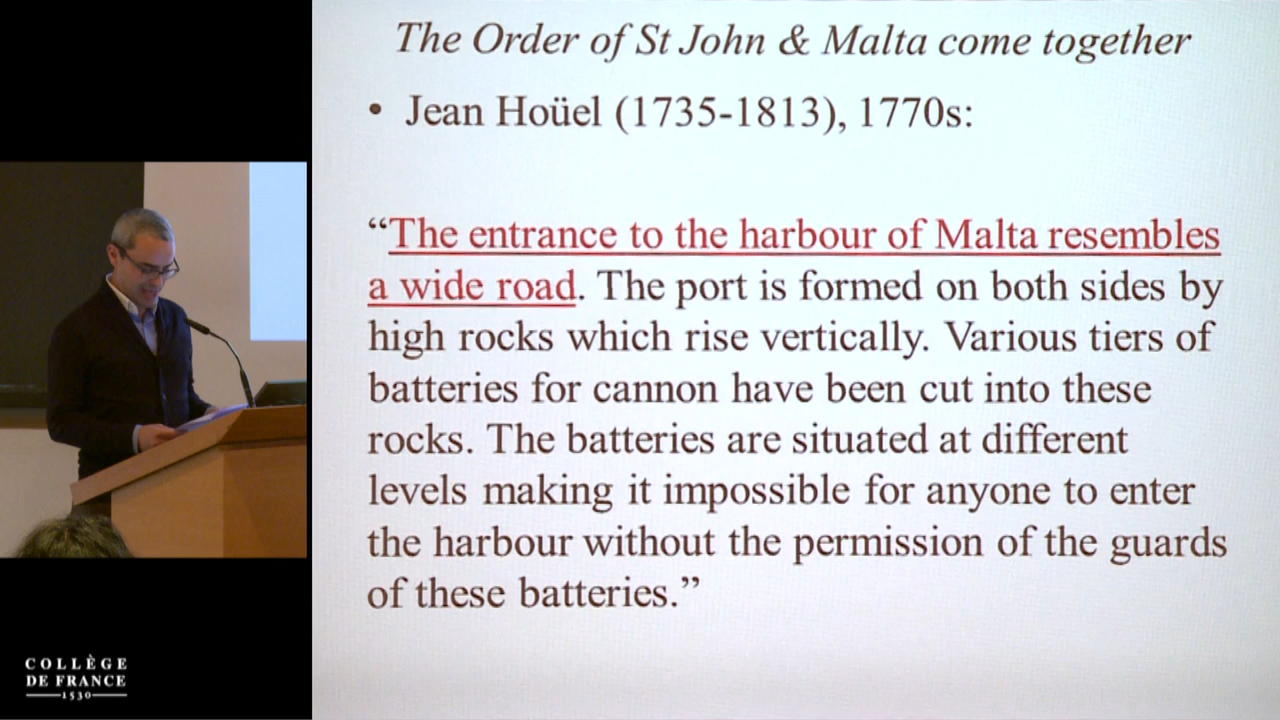 The Order of St John & Malta come together
• Jean Hoüel (1735-1813), 1770s:
“The entrance to the harbour of Malta resembles
a wide road. The port is formed on both sides by
high rocks which rise vertically. Various tiers of
batteries for cannon have been cut into these
rocks. The batteries are situated at different
levels making it impossible for anyone to enter
the harbour without the permission of the guards
of these batteries.”
COLLÈGE
DE FRANCE
1530